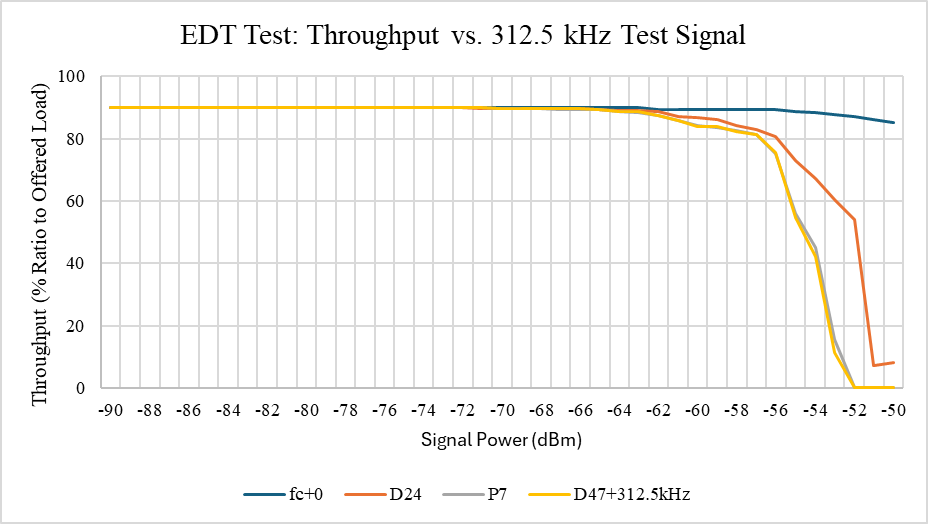 EDT Test: Throughput vs. 312.5 kHz Test Signal
Throughput (% Ratio to Offered Load)
100
80
60
40
20
0
-90 -88 -86 -84 -82 -80 -78 -76 -74 -72 -70 -68 -66 -64 -62 -60 -58 -56 -54 -52 -50
Signal Power (dBm)
fc+0 D24 P7 D47+312.5kHz